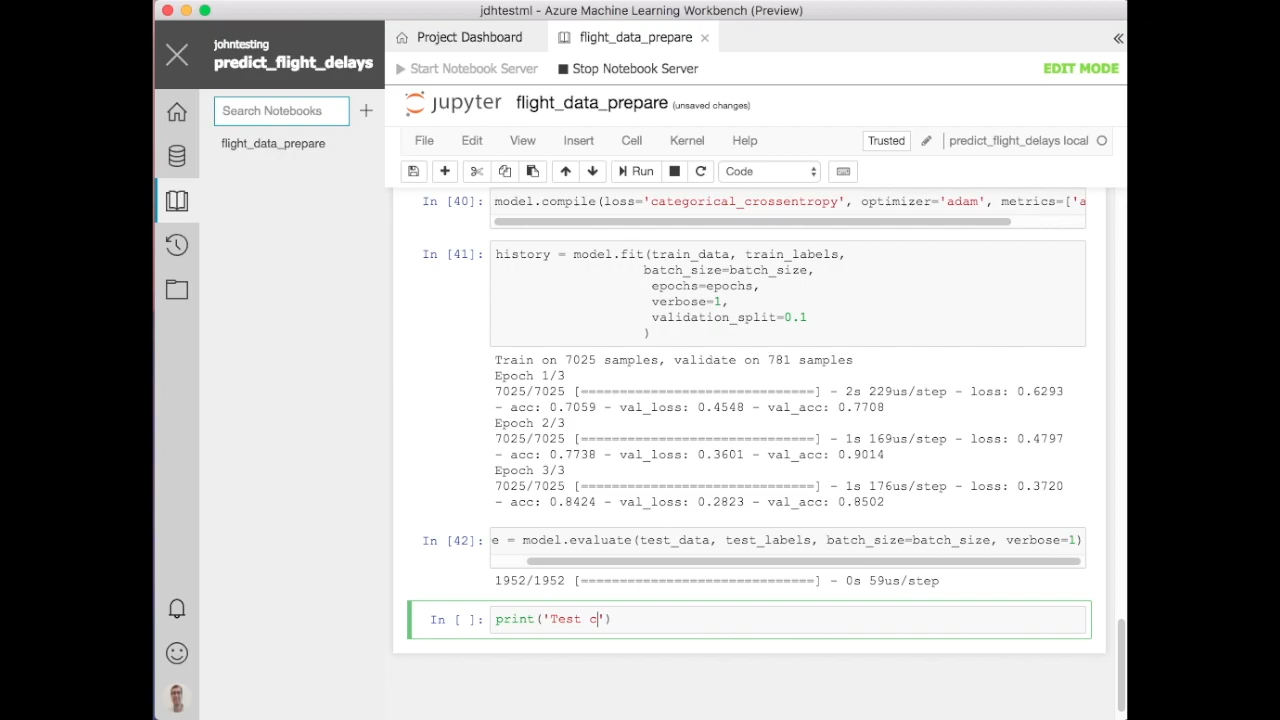 jdhtestml - Azure Machine Learning Workbench (Preview)
johntesting
predict_flight_delays
Project Dashboard
flight_data_prepare
Start Notebook Server
Stop Notebook Server
EDIT MODE
Search Notebooks
flight_data_prepare
jupyter flight_data_prepare (unsaved changes)
File Edit View Insert Cell Kernel Help
Trusted
predict_flight_delays local
Run
Code
In [40]: model.compile(loss='categorical_crossentropy', optimizer='adam', metrics=['a
In [41]: history = model.fit(train_data, train_labels,
batch_size=batch_size,
epochs=epochs,
verbose=1,
validation_split=0.1
)
Train on 7025 samples, validate on 781 samples
Epoch 1/3
7025/7025 [==============================] - 2s 229us/step - loss: 0.6293
- acc: 0.7059 - val_loss: 0.4548 - val_acc: 0.7708
Epoch 2/3
7025/7025 [==============================] - 1s 169us/step - loss: 0.4797
- acc: 0.7738 - val_loss: 0.3601 - val_acc: 0.9014
Epoch 3/3
7025/7025 [==============================] - 1s 176us/step - loss: 0.3720
- acc: 0.8424 - val_loss: 0.2823 - val_acc: 0.8502
In [42]: e = model.evaluate(test_data, test_labels, batch_size=batch_size, verbose=1)
1952/1952 [==============================] - 0s 59us/step
In [ ]: print('Test c')